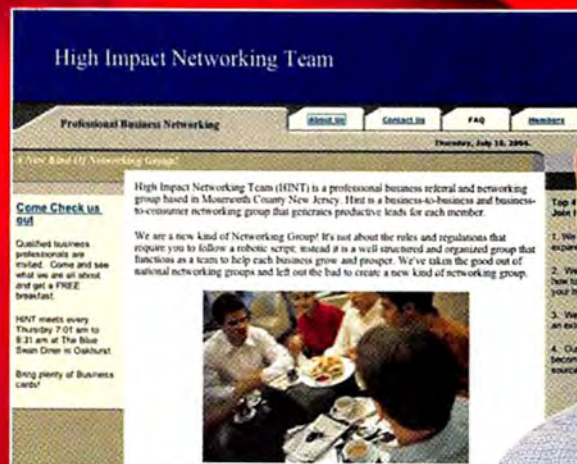 High Impact Networking Team
Professional Business Networking
About Us
Contact Us
FAQ
Members
Thursday, July 15, 2004.
A New Kind Of Networking Group!
Come Check us
out
Qualified business
professionals are
invited. Come and see
what we are all about
and get a FREE
breakfast.
HINT meets every
Thursday 7:01 am to
8:31 am at The Blue
Swan Diner in Oakhurst.
Bring plenty of Business
cards!
High Impact Networking Team (HINT) is a professional business referral and networking
group based in Monmouth County New Jersey. Hint is a business-to-business and business-
to-consumer networking group that generates productive leads for each member.
We are a new kind of Networking Group! It's not about the rules and regulations that
require you to follow a robotic script; instead it is a well structured and organized group that
functions as a team to help each business grow and prosper. We've taken the good out of
national networking groups and left out the bad to create a new kind of networking group.
Top 4
Join
1. We
2. We
how to
your
3. We
an
4. Our